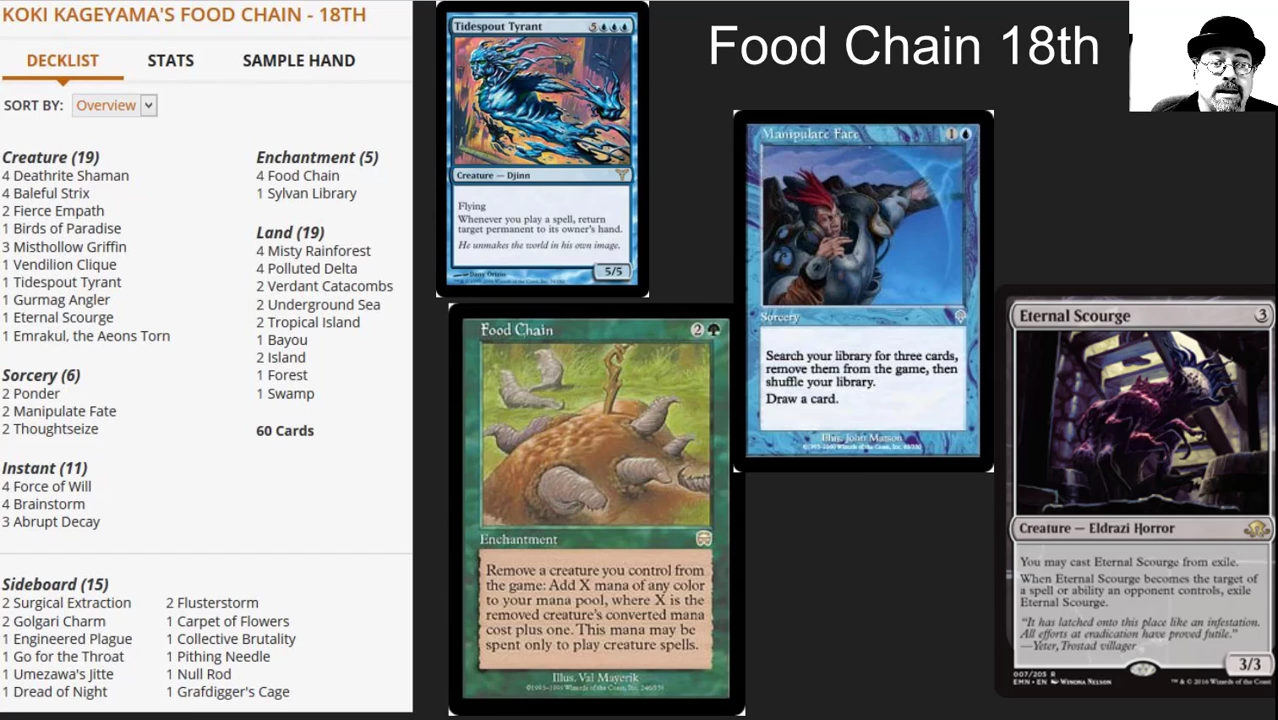 KOKI KAGEYAMA'S FOOD CHAIN - 18TH
DECKLIST STATS SAMPLE HAND
SORT BY: Overview
Creature (19)
4 Deathrite Shaman
4 Baleful Strix
2 Fierce Empath
1 Birds of Paradise
3 Misthollow Griffin
1 Vendilion Clique
1 Tidespout Tyrant
1 Gurmag Angler
1 Eternal Scourge
1 Emrakul, the Aeons Torn
Sorcery (6)
2 Ponder
2 Manipulate Fate
2 Thoughtseize
Instant (11)
4 Force of Will
4 Brainstorm
3 Abrupt Decay
Enchantment (5)
4 Food Chain
1 Sylvan Library
Land (19)
4 Misty Rainforest
4 Polluted Delta
2 Verdant Catacombs
2 Underground Sea
2 Tropical Island
1 Bayou
2 Island
1 Forest
1 Swamp
60 Cards
Sideboard (15)
2 Surgical Extraction
2 Golgari Charm
1 Engineered Plague
1 Go for the Throat
1 Umezawa's Jitte
1 Dread of Night
2 Flusterstorm
1 Carpet of Flowers
1 Collective Brutality
1 Pithing Needle
1 Null Rod
1 Grafdigger's Cage
Food Chain 18th
Tidespout Tyrant 5
Creature — Djinn
Flying
Whenever you play a spell, return
target permanent to its owner's hand.
He unmakes the world in his own image.
5/5
Food Chain 2
Enchantment
Remove a creature you control from
the game: Add X mana of any color
to your mana pool, where X is the
removed creature's converted mana
cost plus one. This mana may be
spent only to play creature spells.
Illus. Val Mayerik
Manipulate Fate 1
Sorcery
Search your library for three cards,
remove them from the game, then
shuffle your library.
Draw a card.
Illus. John Matson
Eternal Scourge 3
Creature — Eldrazi Horror
You may cast Eternal Scourge from exile.
When Eternal Scourge becomes the target of
a spell or ability an opponent controls, exile
Eternal Scourge.
"It has latched onto this place like an infestation.
All efforts at eradication have proved futile."
—Yeter, Trostad villager
3/3
007/205 R
EMN • EN Winona Nelson ™ & © 2016 Wizards of the Coast